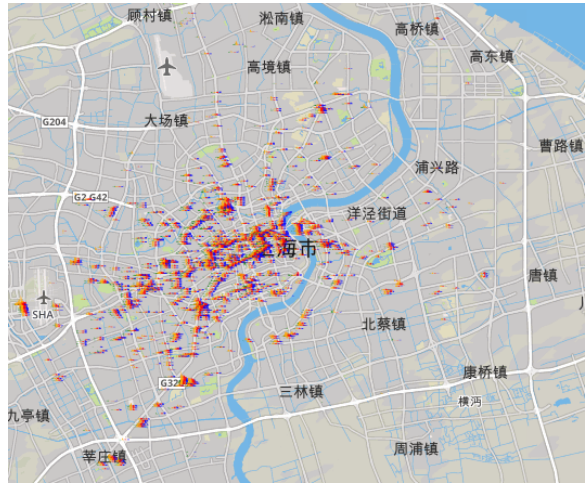 顾村镇
淞南镇
高桥镇
高东镇
高境镇
大场镇
G204
曹路镇
浦兴路
G2
G42
洋泾街道
上海市
唐镇
SHA
北蔡镇
康桥镇
G32
三林镇
横沔
九亭镇
莘庄镇
周浦镇